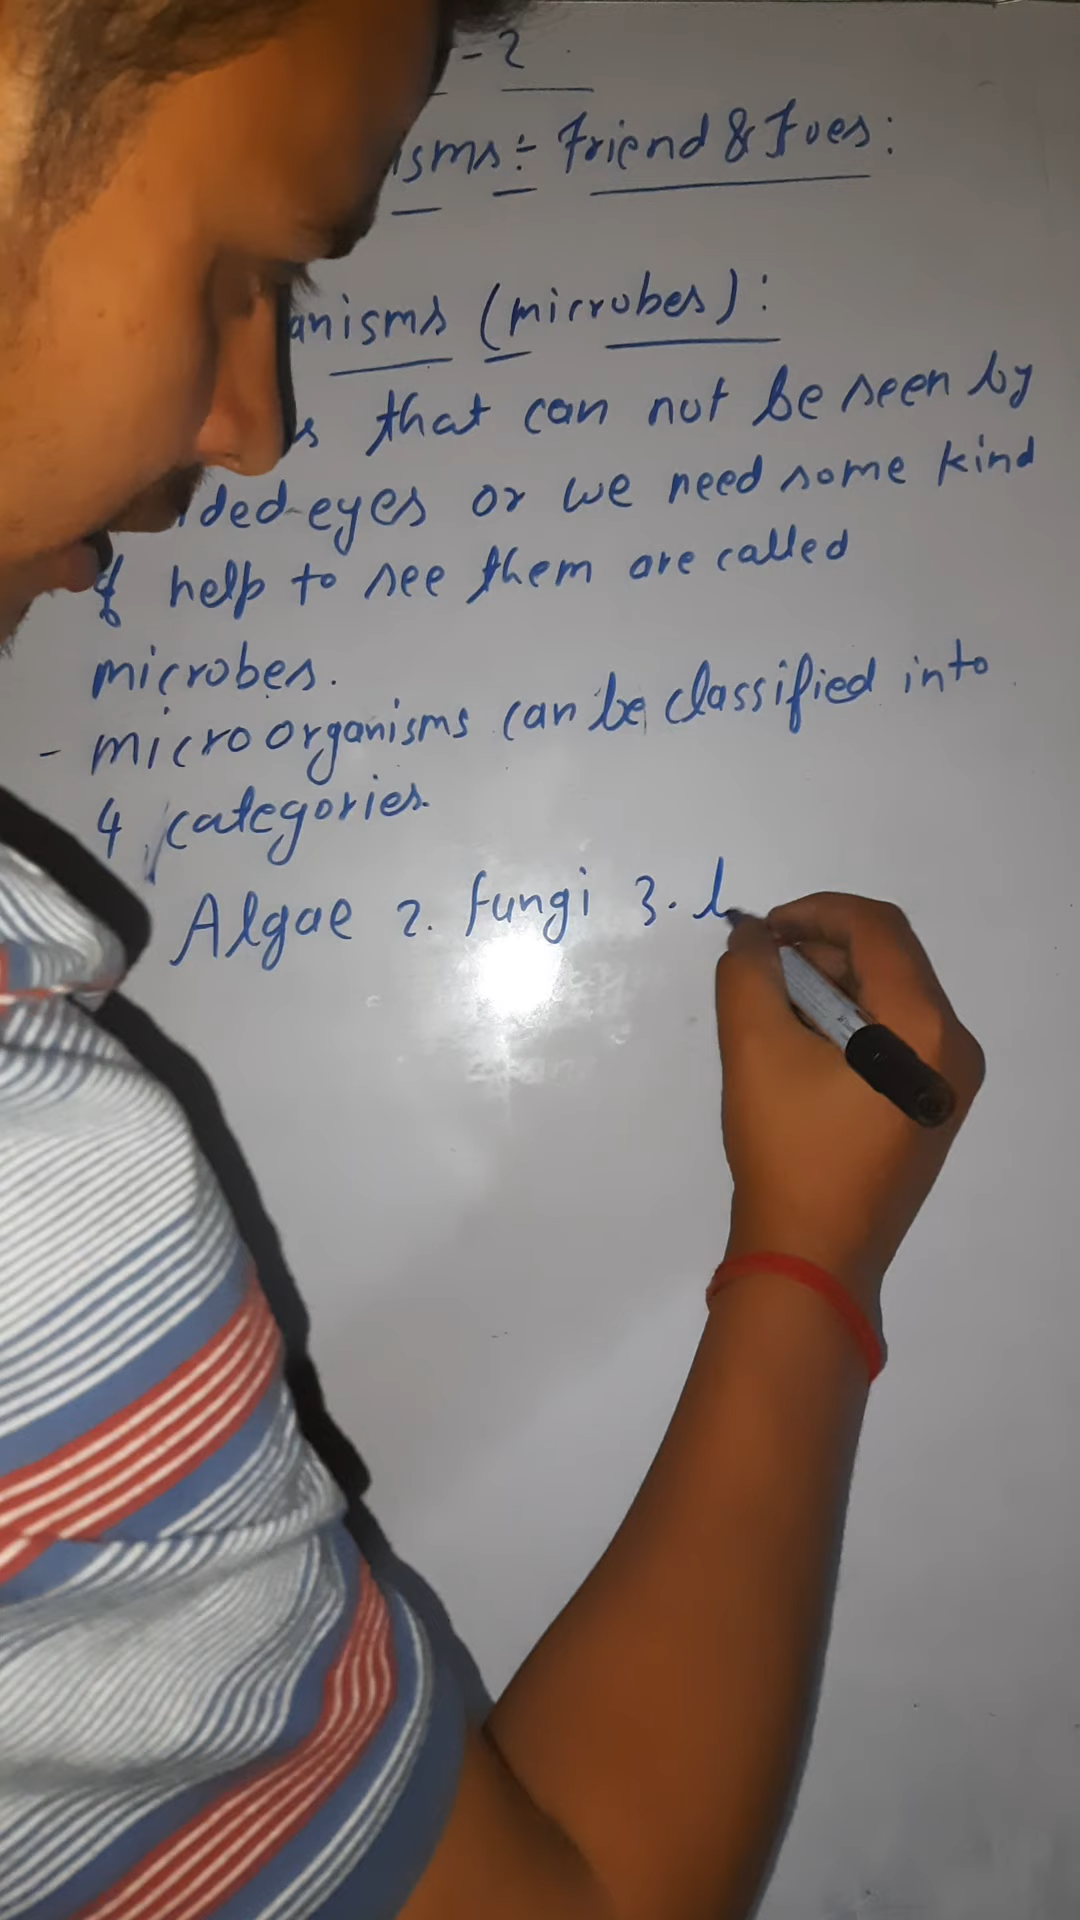 - 2
isms :- Friend & Foes :
anisms (microbes) :
s that can not be seen by
ded eyes or we need some kind
of help to see them are called
microbes.
- microorganisms can be classified into
4 categories.
Algae 2. fungi 3.